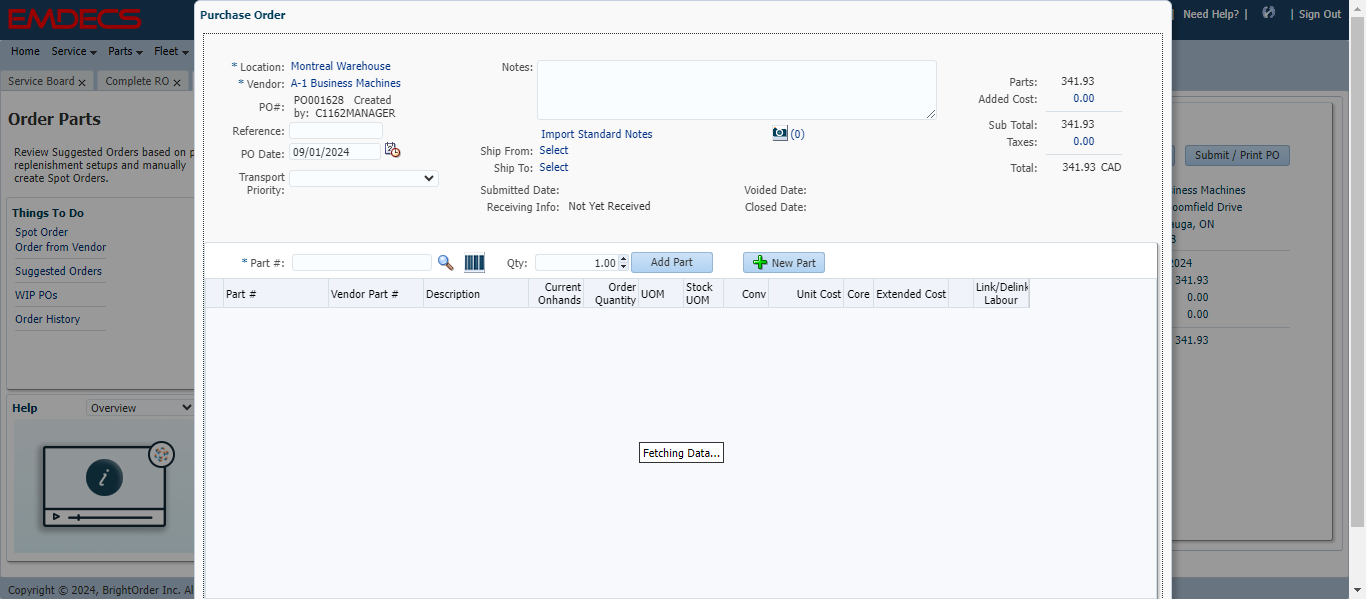 EMDECS
Need Help? |
| Sign Out
Home Service Parts Fleet
Service Board x Complete RO x
Order Parts
Review Suggested Orders based on p
replenishment setups and manually
create Spot Orders.
Things To Do
Spot Order
Order from Vendor
Suggested Orders
WIP POs
Order History
Help
Overview
Copyright © 2024, BrightOrder Inc. Al
Purchase Order
* Location: Montreal Warehouse
* Vendor: A-1 Business Machines
PO#: PO001628 Created
by: C1162MANAGER
Reference:
PO Date: 09/01/2024
Transport
Priority:
Notes:
Import Standard Notes
(0)
Ship From: Select
Ship To: Select
Submitted Date:
Voided Date:
Receiving Info: Not Yet Received
Closed Date:
Parts: 341.93
Added Cost: 0.00
Sub Total: 341.93
Taxes: 0.00
Total: 341.93 CAD
* Part #:
Qty: 1.00
Add Part
New Part
Part #
Vendor Part #
Description
Current
Onhands
Order
Quantity
UOM
Stock
UOM
Conv
Unit Cost
Core
Extended Cost
Link/Delink
Labour
Fetching Data...
Submit / Print PO
iness Machines
oomfield Drive
auga, ON
2024
341.93
0.00
0.00
341.93